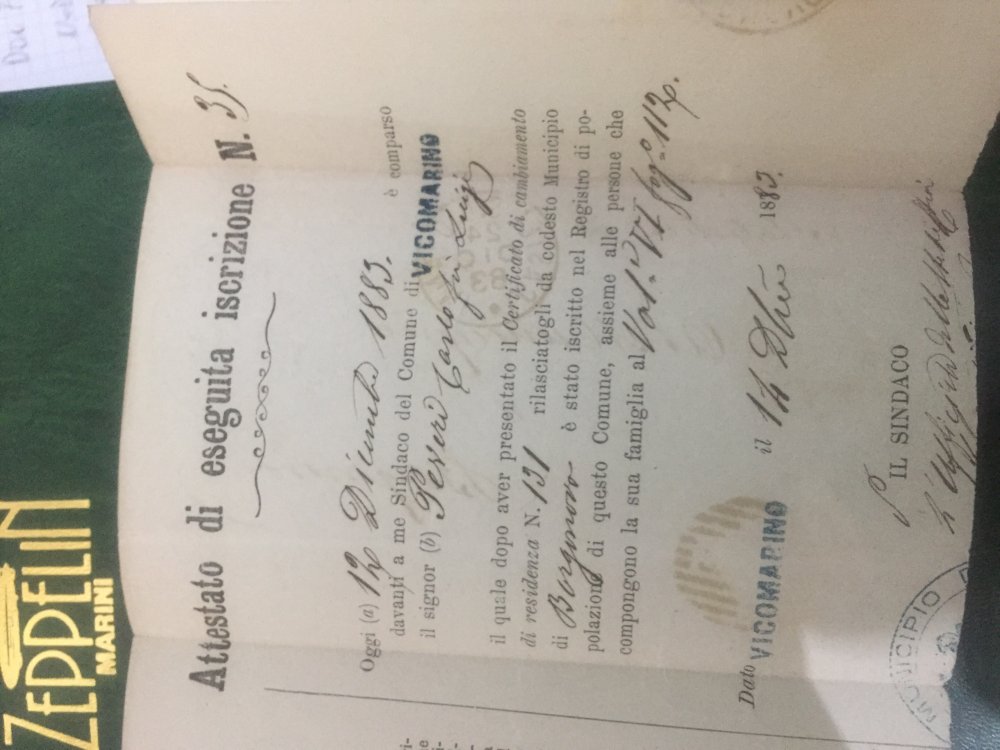 ZEPPELIN
MARINI
Attestato di eseguita iscrizione N. 35.
Oggi (a) 12 Dicembre 1883. è comparso
davanti a me Sindaco del Comune di VICOMARINO
il signor (b) Peveri Carlo fu Luigi
il quale dopo aver presentato il Certificato di cambiamento
di residenza N. 131 rilasciatogli da codesto Municipio
di Borgonovo è stato iscritto nel Registro di po-
polazione di questo Comune, assieme alle persone che
compongono la sua famiglia al Vol.e VI fog.o 112.
Dato VICOMARINO il 14 Dbre 1883.
P IL SINDACO
L'Uff
MUNICIPIO